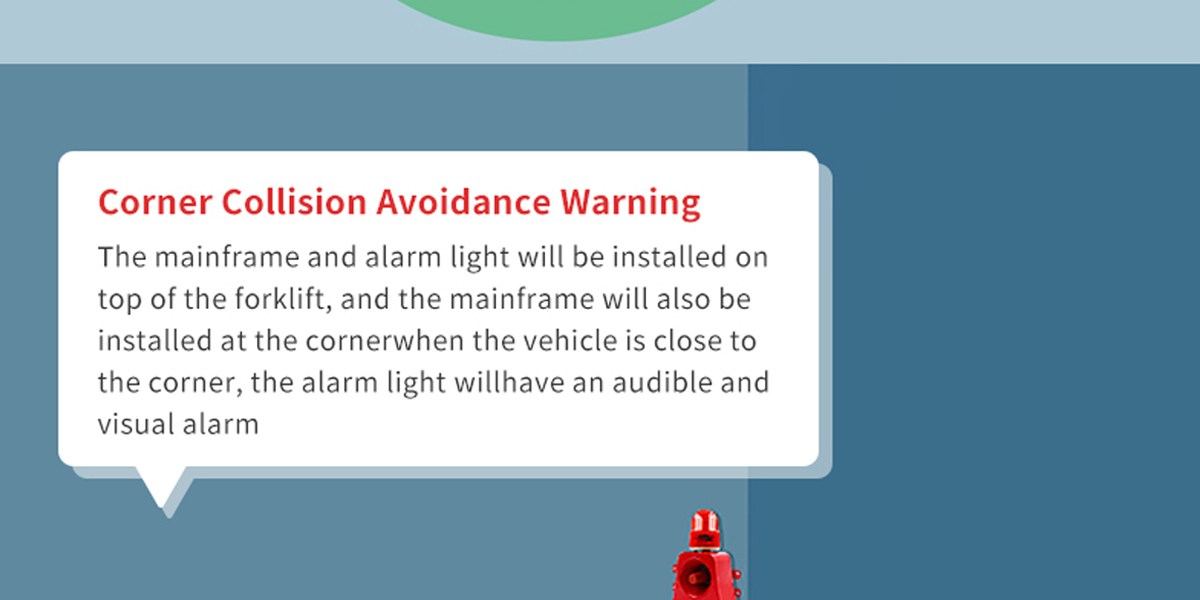 Corner Collision Avoidance Warning
The mainframe and alarm light will be installed on
top of the forklift, and the mainframe will also be
installed at the cornerwhen the vehicle is close to
the corner, the alarm light willhave an audible and
visual alarm